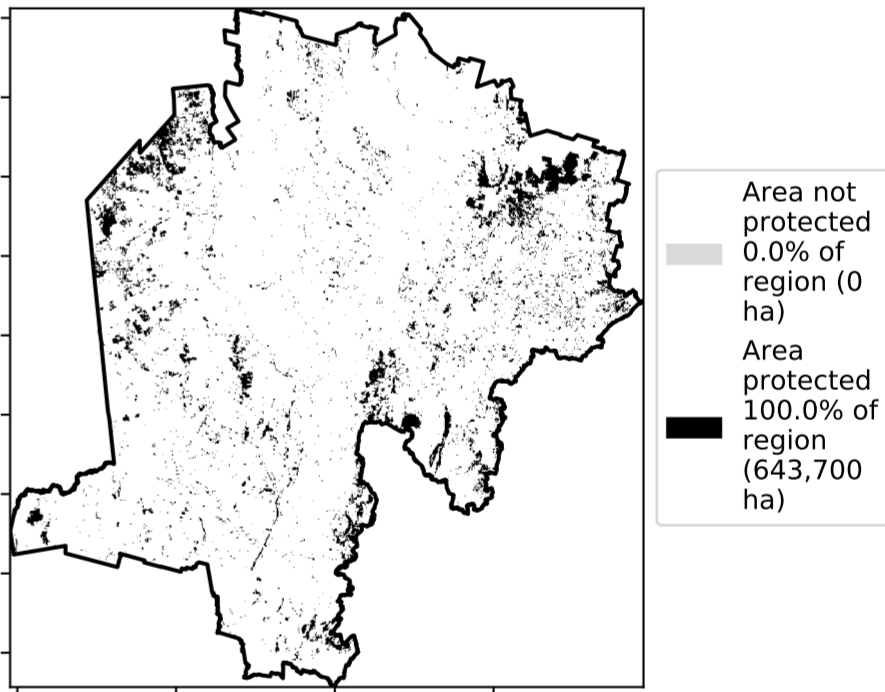 Area not
protected
0.0% of
region (0
ha)
Area
protected
100.0% of
region
(643,700
ha)